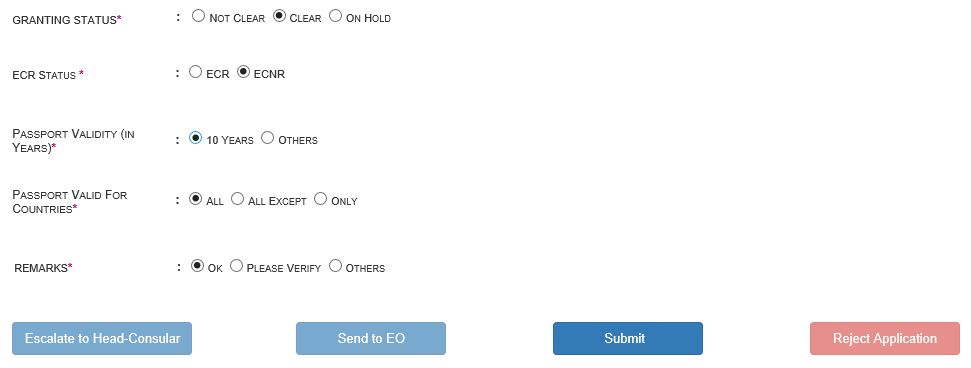 GRANTING STATUS* : NOT CLEAR CLEAR ON HOLD
ECR STATUS * : ECR ECNR
PASSPORT VALIDITY (IN
YEARS)* : 10 YEARS OTHERS
PASSPORT VALID FOR
COUNTRIES* : ALL ALL EXCEPT ONLY
REMARKS* : OK PLEASE VERIFY OTHERS
Escalate to Head-Consular Send to EO Submit Reject Application